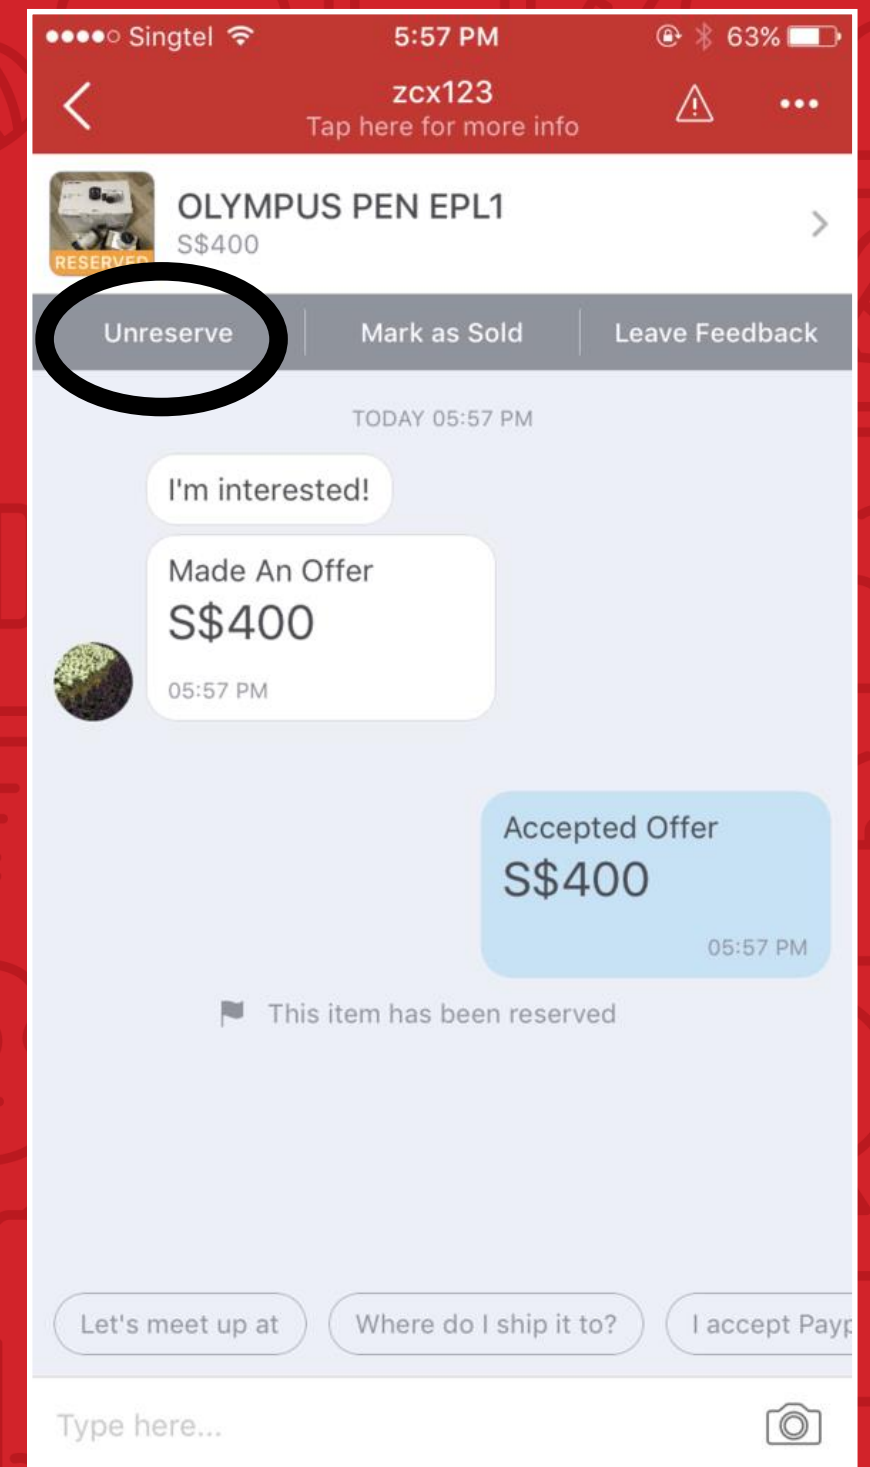 Singtel 5:57 PM 63%
zcx123
Tap here for more info
OLYMPUS PEN EPL1
S$400
RESERVED
Unreserve Mark as Sold Leave Feedback
TODAY 05:57 PM
I'm interested!
Made An Offer
S$400
05:57 PM
Accepted Offer
S$400
05:57 PM
This item has been reserved
Let's meet up at Where do I ship it to? I accept Payp
Type here...